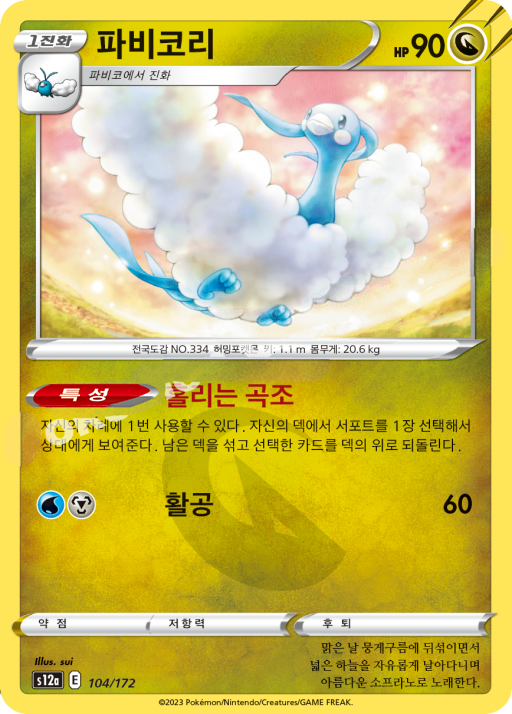 1진화 파비코리 HP 90
파비코에서 진화
전국도감 NO.334 허밍포켓몬 키: 1.1 m 몸무게: 20.6 kg
특성 홀리는 곡조
자신의 차례에 1번 사용할 수 있다. 자신의 덱에서 서포트를 1장 선택해서
상대에게 보여준다. 남은 덱을 섞고 선택한 카드를 덱의 위로 되돌린다.
활공 60
약점 저항력 후퇴
맑은 날 뭉게구름에 뒤섞이면서
넓은 하늘을 자유롭게 날아다니며
아름다운 소프라노로 노래한다.
Illus. sui
s12a E 104/172
©2023 Pokémon/Nintendo/Creatures/GAME FREAK.